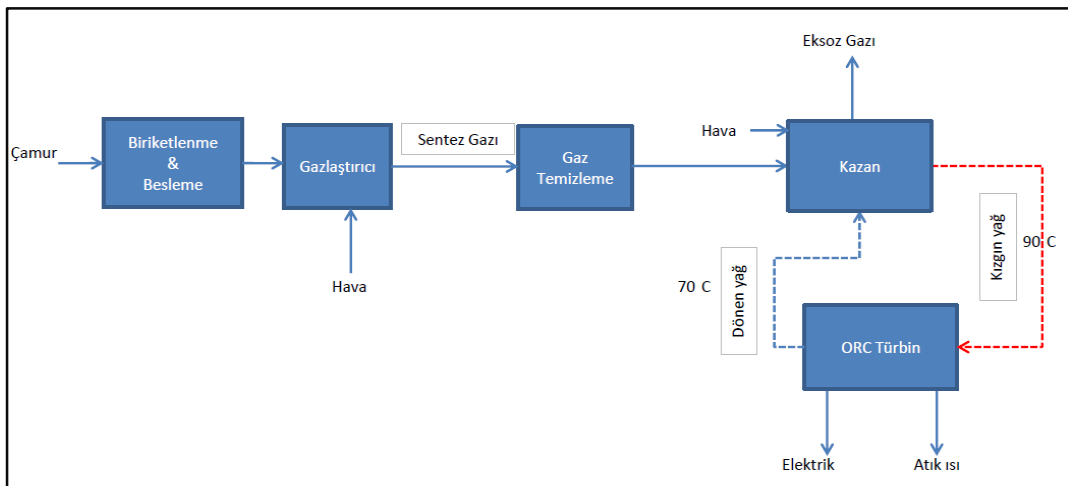 Eksoz Gazı
Çamur
Biriketlenme
&
Besleme
Gazlaştırıcı
Sentez Gazı
Gaz
Temizleme
Hava
Kazan
Hava
Dönen yağ
70 C
Kızgın yağ
90 C
ORC Türbin
Elektrik
Atık ısı